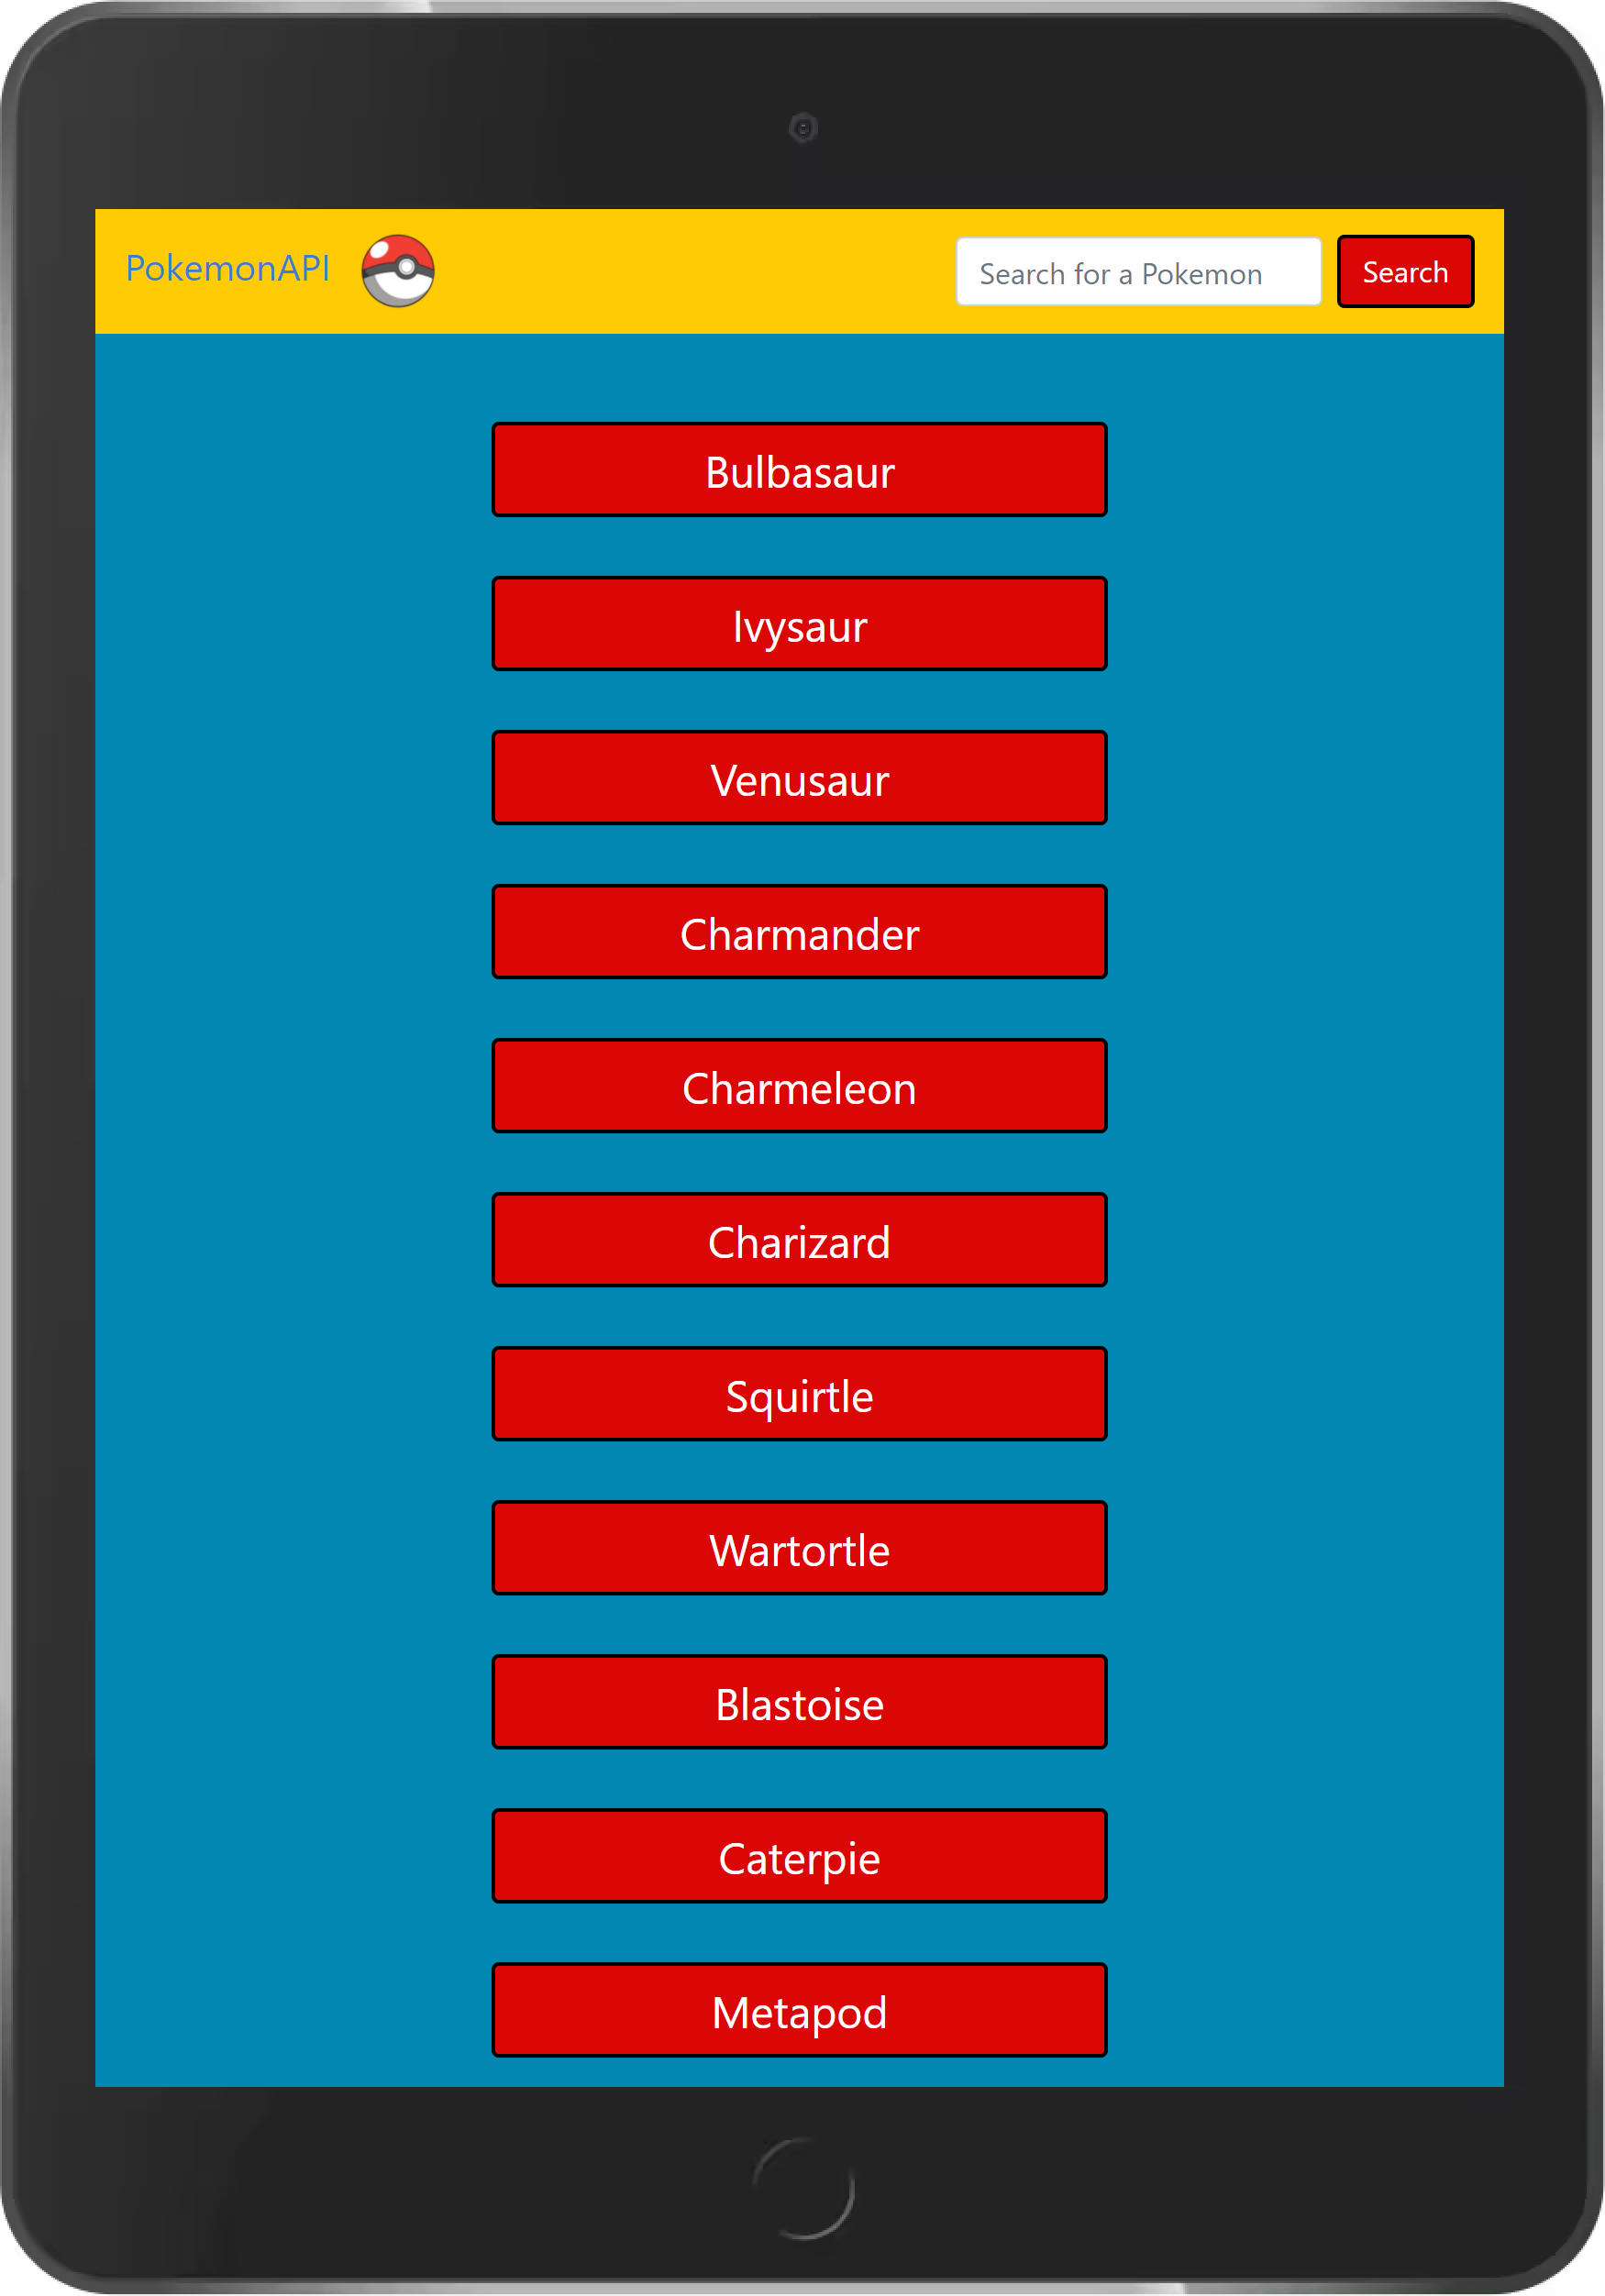 PokemonAPI
Search for a Pokemon
Search
Bulbasaur
Ivysaur
Venusaur
Charmander
Charmeleon
Charizard
Squirtle
Wartortle
Blastoise
Caterpie
Metapod